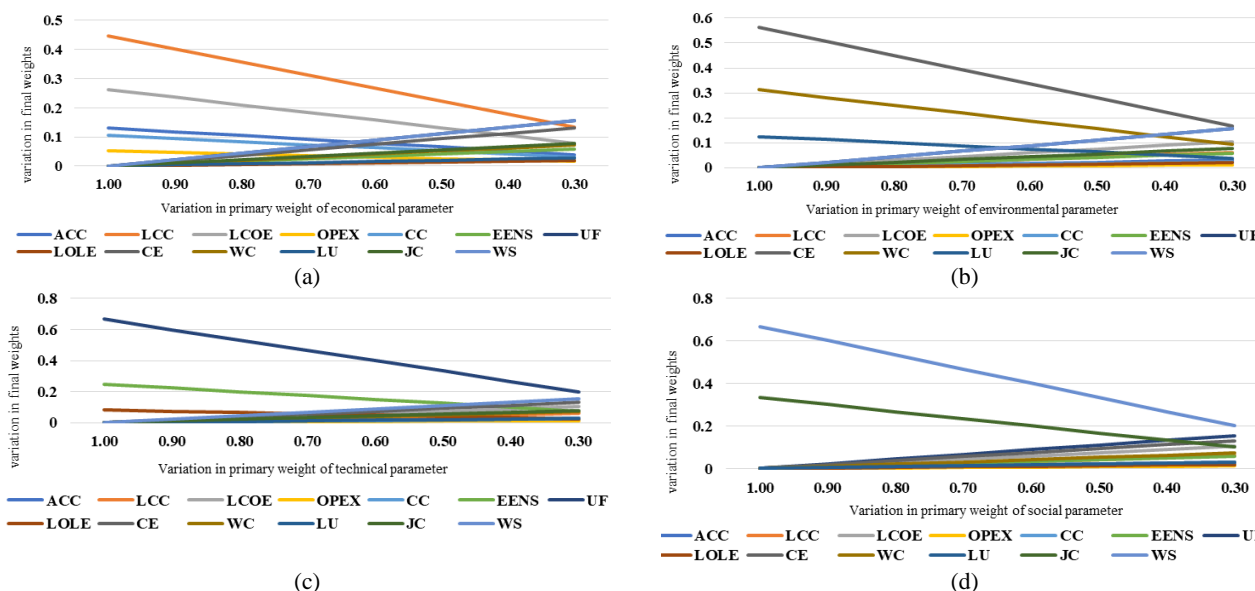 0.5
0.4
0.3
0.2
0.1
0
variation in final weights
1.00 0.90 0.80 0.70 0.60 0.50 0.40 0.30
Variation in primary weight of economical parameter
ACC LCC LCOE OPEX CC EENS UF
LOLE CE WC LU JC WS
(a)
0.6
0.5
0.4
0.3
0.2
0.1
0
variation in final weights
1.00 0.90 0.80 0.70 0.60 0.50 0.40 0.30
Variation in primary weight of environmental parameter
ACC LCC LCOE OPEX CC EENS UF
LOLE CE WC LU JC WS
(b)
0.8
0.6
0.4
0.2
0
variation in final weights
1.00 0.90 0.80 0.70 0.60 0.50 0.40 0.30
Variation in primary weight of technical parameter
ACC LCC LCOE OPEX CC EENS UF
LOLE CE WC LU JC WS
(c)
0.8
0.6
0.4
0.2
0
variation in final weights
1.00 0.90 0.80 0.70 0.60 0.50 0.40 0.30
Variation in primary weight of social parameter
ACC LCC LCOE OPEX CC EENS UF
LOLE CE WC LU JC WS
(d)